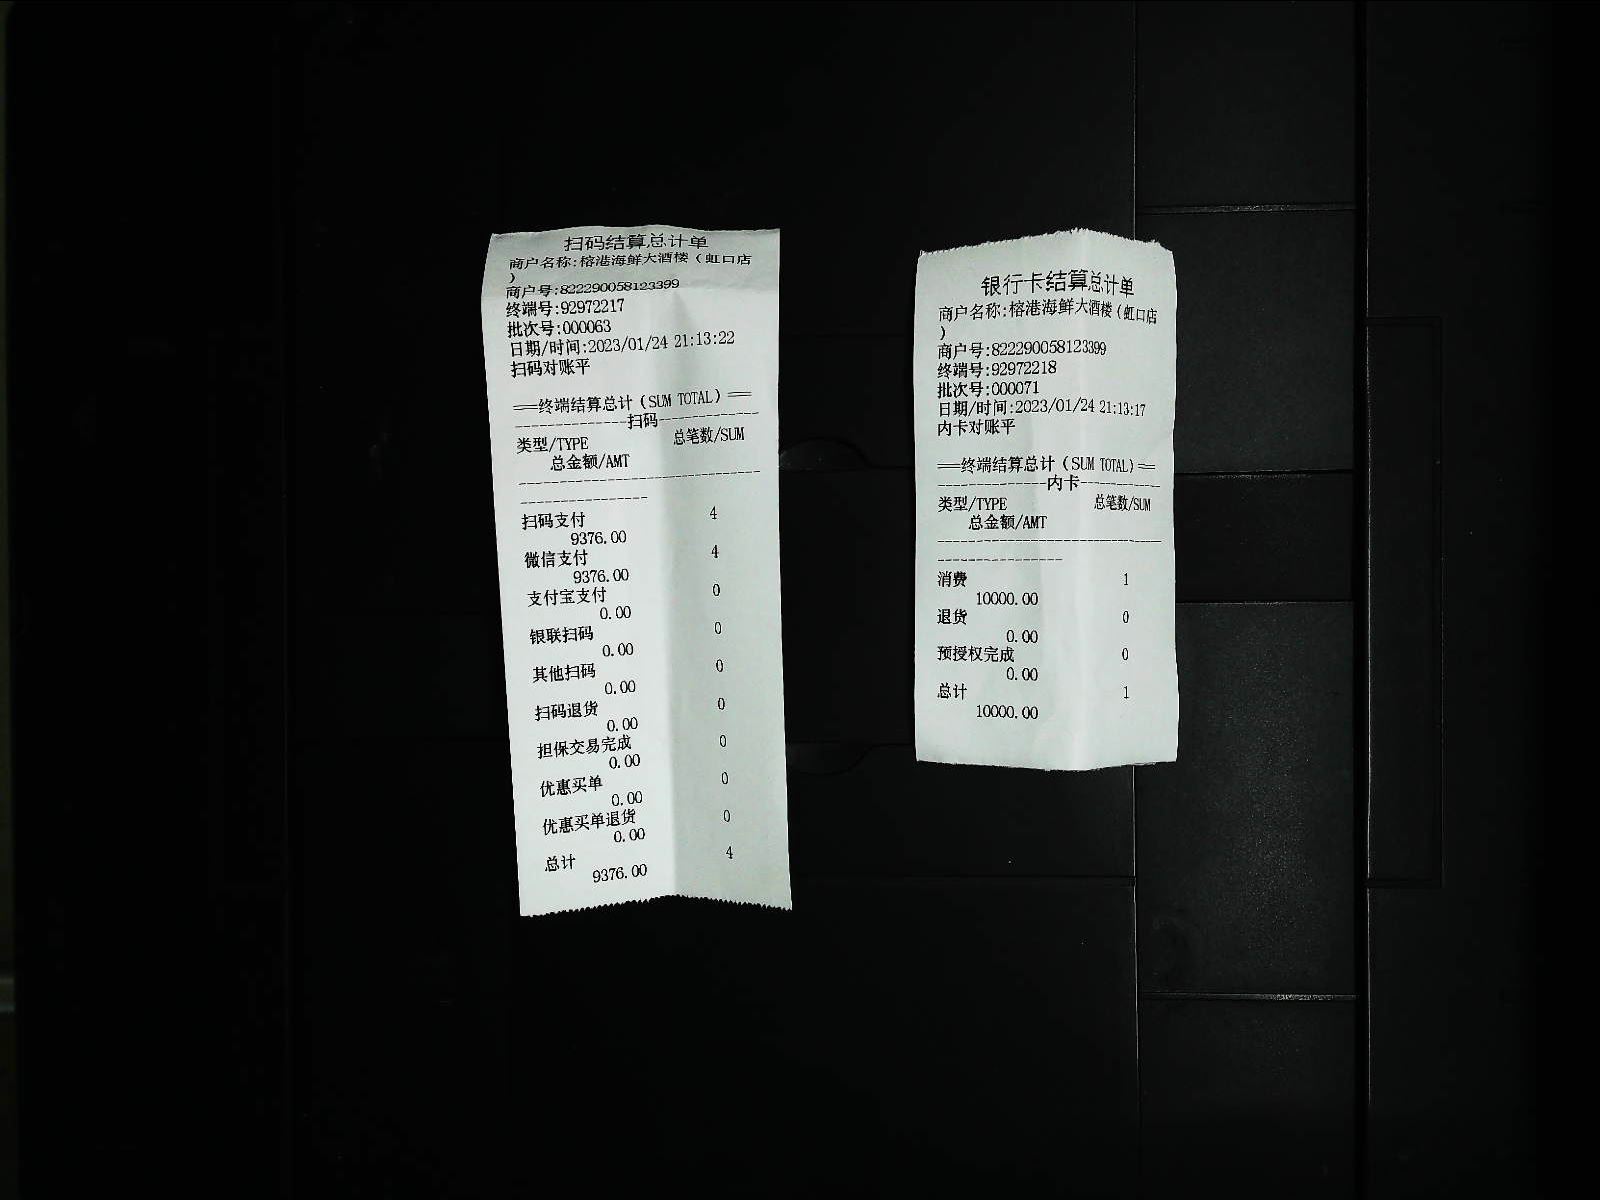 扫码结算总计单
商户名称:榕港海鲜大酒楼(虹口店
)
商户号:822290058123399
终端号:92972217
批次号:000063
日期/时间:2023/01/24 21:13:22
扫码对账平
==终端结算总计(SUM TOTAL)==
--------------扫码--------------
类型/TYPE 总笔数/SUM
总金额/AMT
扫码支付 4
9376.00
微信支付 4
9376.00
支付宝支付 0
0.00
银联扫码 0
0.00
其他扫码 0
0.00
扫码退货 0
0.00
担保交易完成 0
0.00
优惠买单 0
0.00
优惠买单退货 0
0.00
总计 4
9376.00
银行卡结算总计单
商户名称:榕港海鲜大酒楼(虹口店
)
商户号:822290058123399
终端号:92972218
批次号:000071
日期/时间:2023/01/24 21:13:17
内卡对账平
==终端结算总计(SUM TOTAL)==
--------------内卡--------------
类型/TYPE 总笔数/SUM
总金额/AMT
消费 1
10000.00
退货 0
0.00
预授权完成 0
0.00
总计 1
10000.00